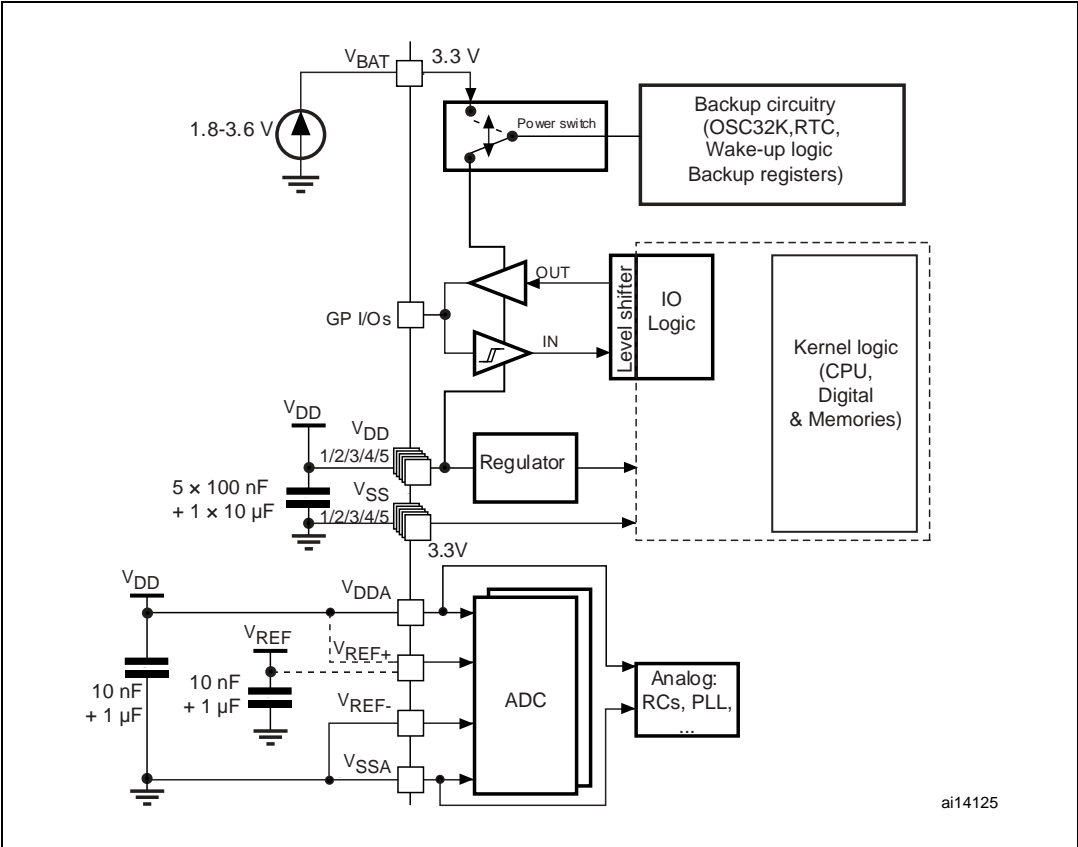 VBAT
3.3 V
1.8-3.6 V
Power switch
Backup circuitry
(OSC32K,RTC,
Wake-up logic
Backup registers)
GP I/Os
OUT
IN
Level shifter
IO
Logic
Kernel logic
(CPU,
Digital
& Memories)
VDD
VDD
1/2/3/4/5
Regulator
5 × 100 nF
+ 1 × 10 µF
VSS
1/2/3/4/5
3.3V
VDD
VDDA
VREF
VREF+
10 nF
+ 1 µF
10 nF
+ 1 µF
VREF-
VSSA
ADC
Analog:
RCs, PLL,
...
ai14125